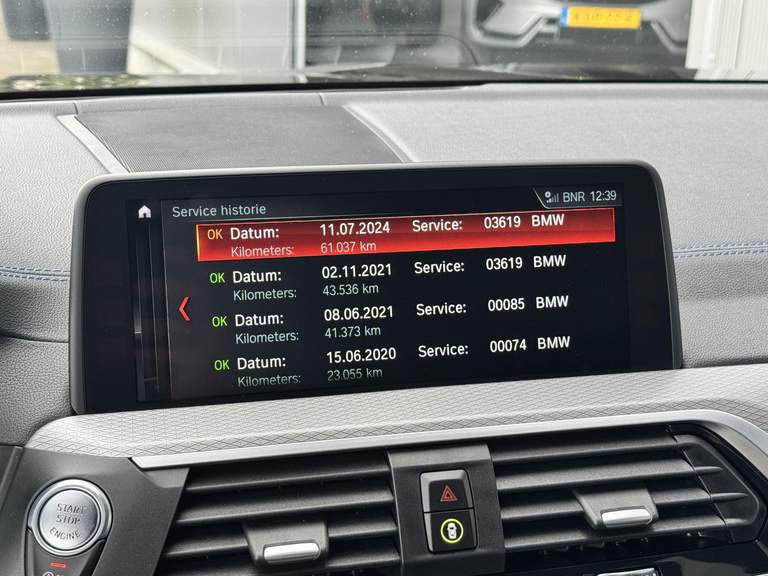 Service historie
BNR 12:39
OK Datum: 11.07.2024 Service: 03619 BMW
Kilometers: 61.037 km
OK Datum: 02.11.2021 Service: 03619 BMW
Kilometers: 43.536 km
OK Datum: 08.06.2021 Service: 00085 BMW
Kilometers: 41.373 km
OK Datum: 15.06.2020 Service: 00074 BMW
Kilometers: 23.055 km
START
STOP
ENGINE